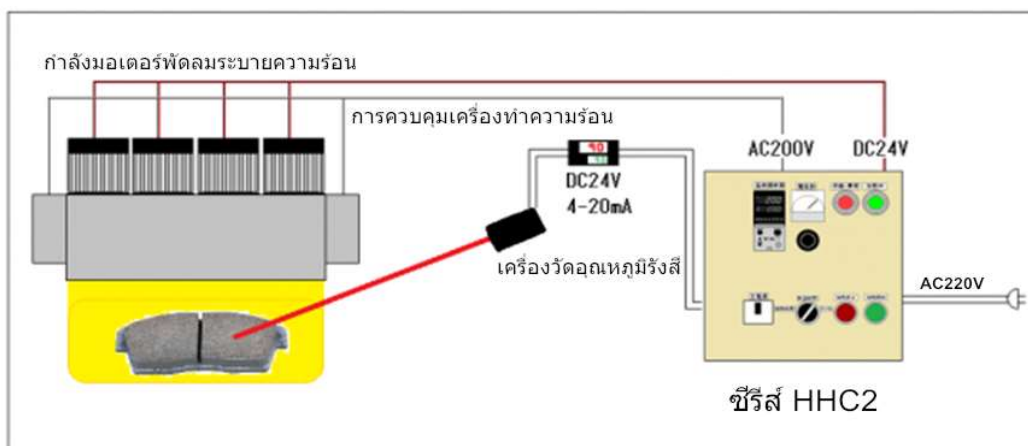 กำลังมอเตอร์พัดลมระบายความร้อน
การควบคุมเครื่องทำความร้อน
AC200V DC24V
90
DC24V
4-20mA
เครื่องวัดอุณหภูมิรังสี
AC220V
ซีรีส์ HHC2